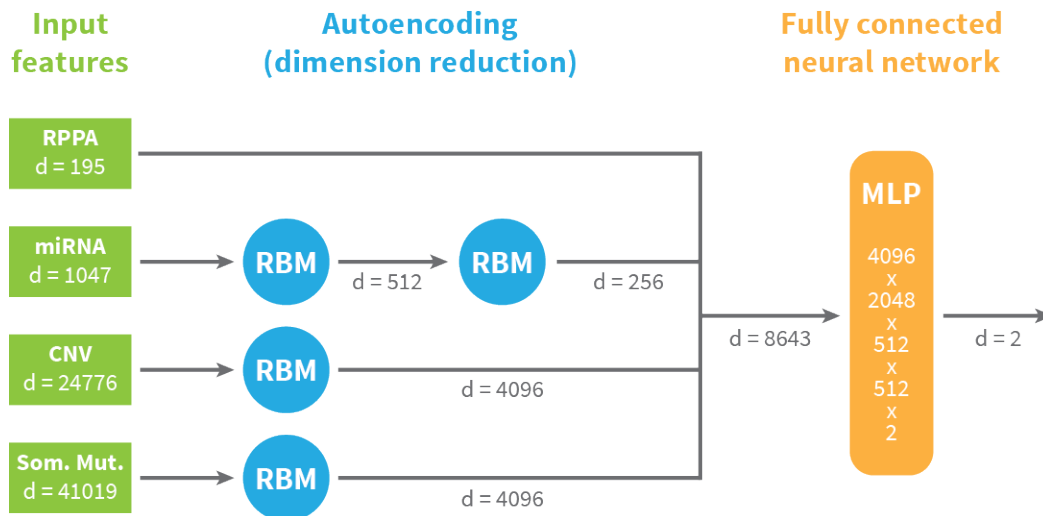 Input
features
Autoencoding
(dimension reduction)
Fully connected
neural network
RPPA
d = 195
miRNA
d = 1047
RBM
d = 512
RBM
d = 256
CNV
d = 24776
RBM
d = 4096
Som. Mut.
d = 41019
RBM
d = 4096
d = 8643
MLP
4096
x
2048
x
512
x
512
x
2
d = 2